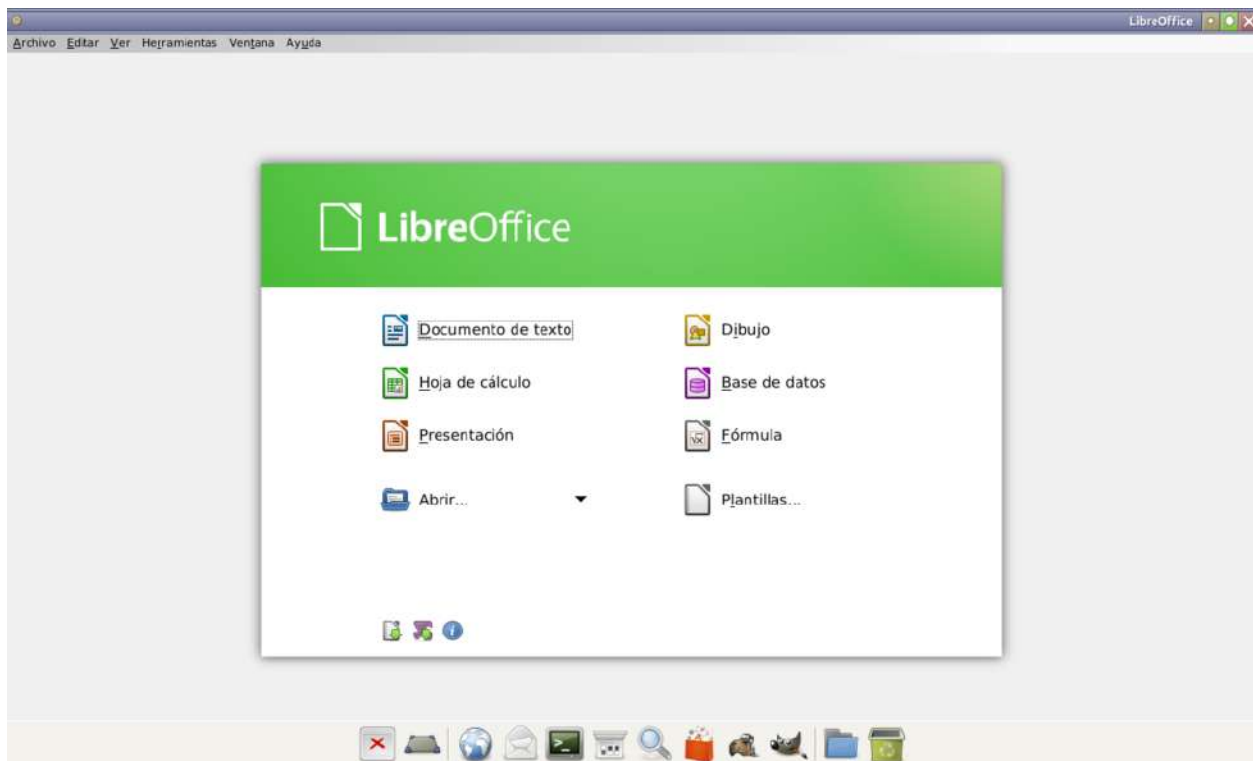 LibreOffice
Archivo Editar Ver Herramientas Ventana Ayuda
LibreOffice
Documento de texto
Dibujo
Hoja de cálculo
Base de datos
Presentación
Fórmula
Abrir...
Plantillas...